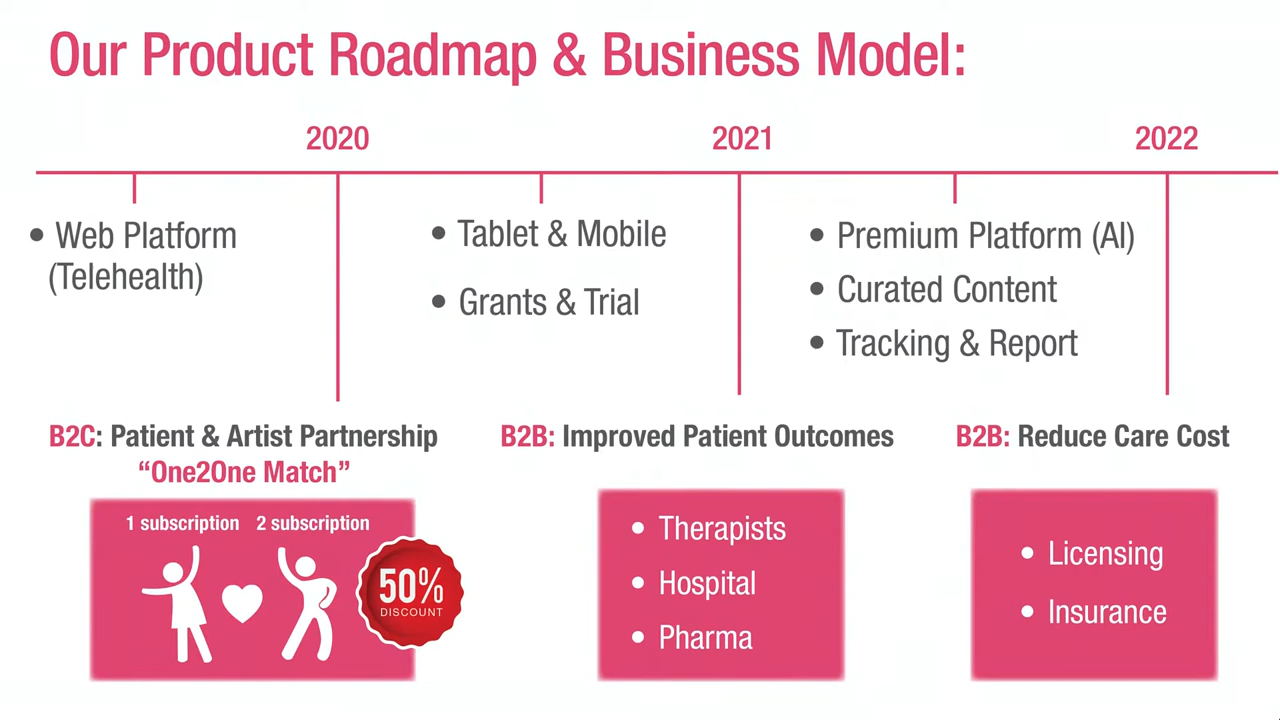 Our Product Roadmap & Business Model:
2020 2021 2022
• Web Platform
(Telehealth)
• Tablet & Mobile
• Grants & Trial
• Premium Platform (AI)
• Curated Content
• Tracking & Report
B2C: Patient & Artist Partnership
“One2One Match”
1 subscription 2 subscription
50%
DISCOUNT
B2B: Improved Patient Outcomes
• Therapists
• Hospital
• Pharma
B2B: Reduce Care Cost
• Licensing
• Insurance